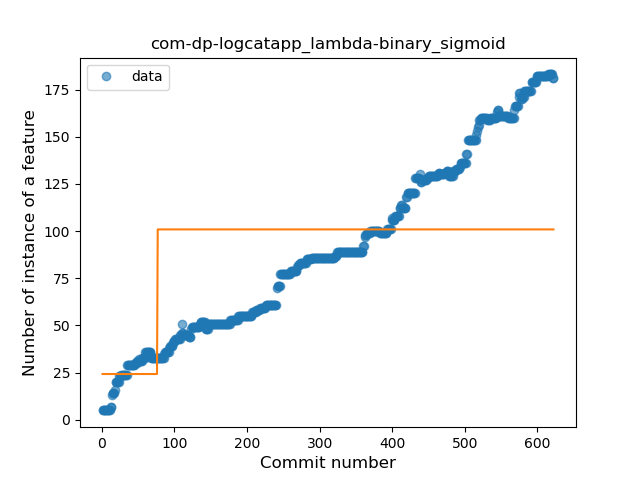 com-dp-logcatapp_lambda-binary_sigmoid
data
Number of instance of a feature
175
150
125
100
75
50
25
0
0 100 200 300 400 500 600
Commit number